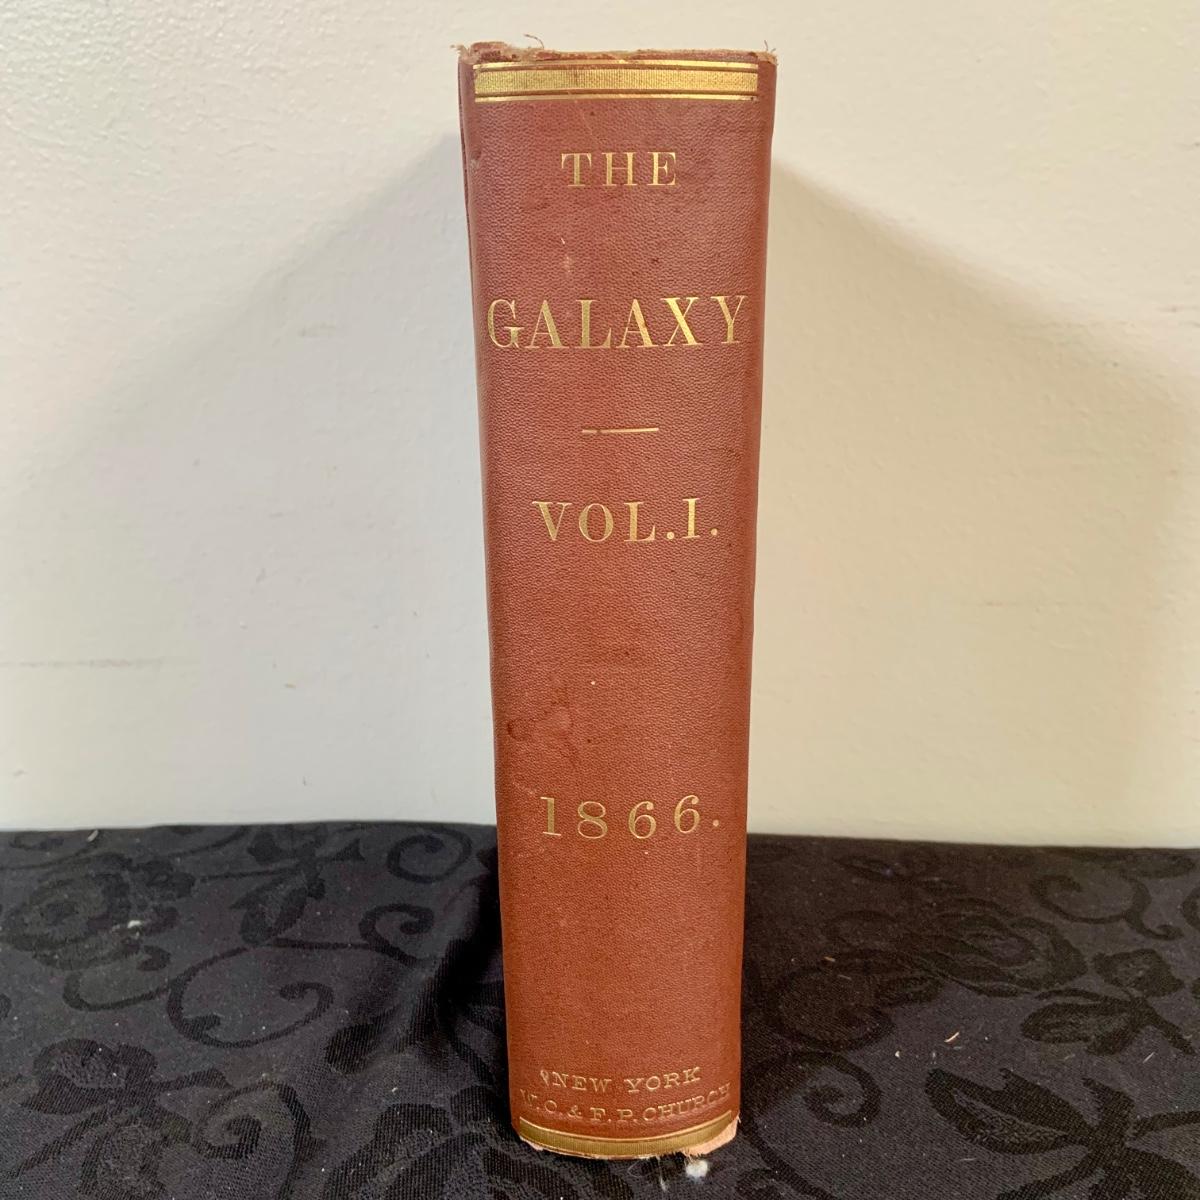 THE
GALAXY
VOL.I.
1866.
NEW YORK
W.C. & F.P. CHURCH